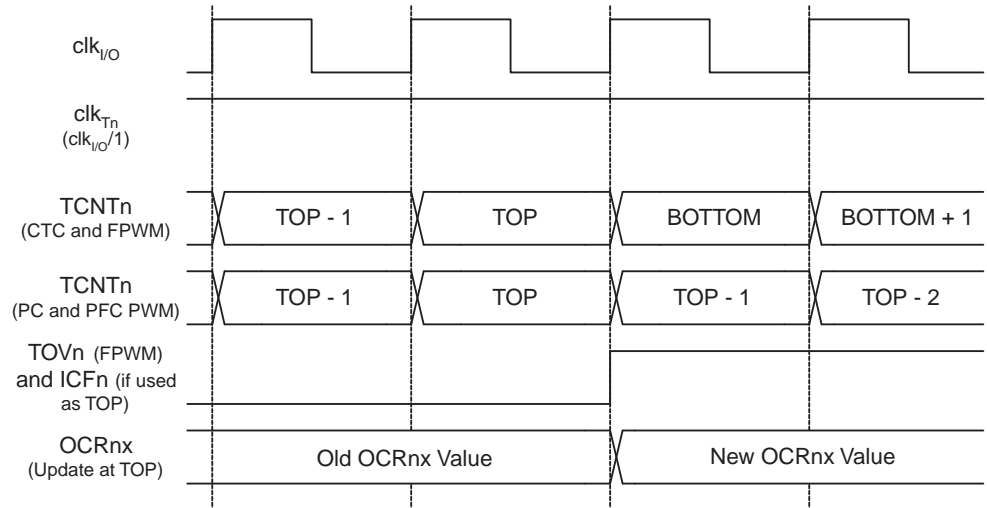 clkI/O
clkTn
(clkI/O/1)
TCNTn
(CTC and FPWM)
TOP - 1
TOP
BOTTOM
BOTTOM + 1
TCNTn
(PC and PFC PWM)
TOP - 1
TOP
TOP - 1
TOP - 2
TOVn (FPWM)
and ICFn (if used
as TOP)
OCRnx
(Update at TOP)
Old OCRnx Value
New OCRnx Value